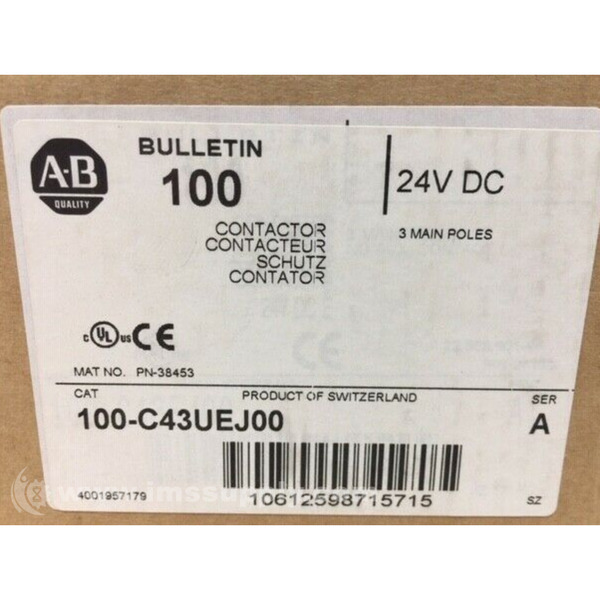 A-B
QUALITY
BULLETIN
100
24V DC
CONTACTOR
CONTACTEUR
SCHUTZ
CONTATOR
3 MAIN POLES
C UL US CE
MAT NO. PN-38453
CAT
PRODUCT OF SWITZERLAND
SER
100-C43UEJ00
A
4001957179
10612598715715
SZ